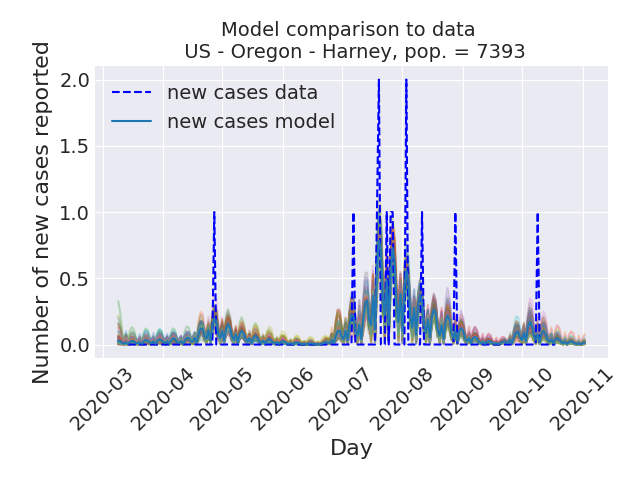 Model comparison to data
US - Oregon - Harney, pop. = 7393
Number of new cases reported
2.0
1.5
1.0
0.5
0.0
new cases data
new cases model
2020-03
2020-04
2020-05
2020-06
2020-07
2020-08
2020-09
2020-10
2020-11
Day